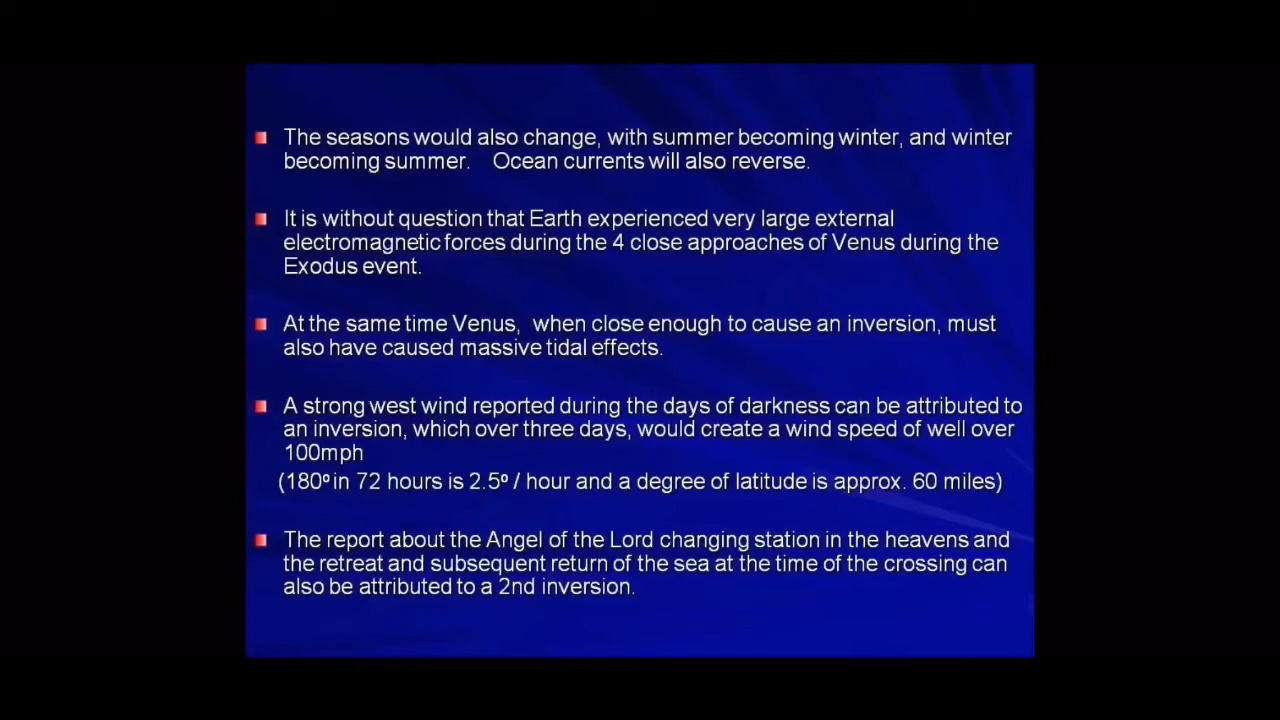 The seasons would also change, with summer becoming winter, and winter
becoming summer. Ocean currents will also reverse.
It is without question that Earth experienced very large external
electromagnetic forces during the 4 close approaches of Venus during the
Exodus event.
At the same time Venus, when close enough to cause an inversion, must
also have caused massive tidal effects.
A strong west wind reported during the days of darkness can be attributed to
an inversion, which over three days, would create a wind speed of well over
100mph
(180º in 72 hours is 2.5º / hour and a degree of latitude is approx. 60 miles)
The report about the Angel of the Lord changing station in the heavens and
the retreat and subsequent return of the sea at the time of the crossing can
also be attributed to a 2nd inversion.